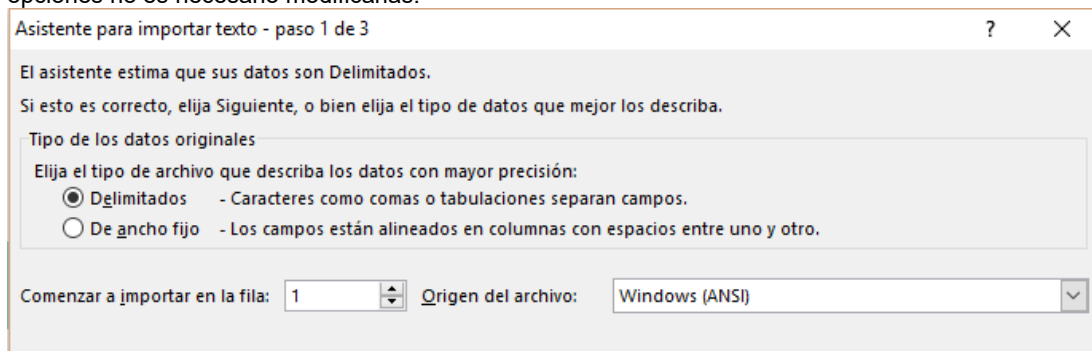 opciones no es necesario modificarlas.
Asistente para importar texto - paso 1 de 3 ? ×
El asistente estima que sus datos son Delimitados.
Si esto es correcto, elija Siguiente, o bien elija el tipo de datos que mejor los describa.
Tipo de los datos originales
Elija el tipo de archivo que describa los datos con mayor precisión:
Delimitados - Caracteres como comas o tabulaciones separan campos.
De ancho fijo - Los campos están alineados en columnas con espacios entre uno y otro.
Comenzar a importar en la fila: 1 Origen del archivo: Windows (ANSI)